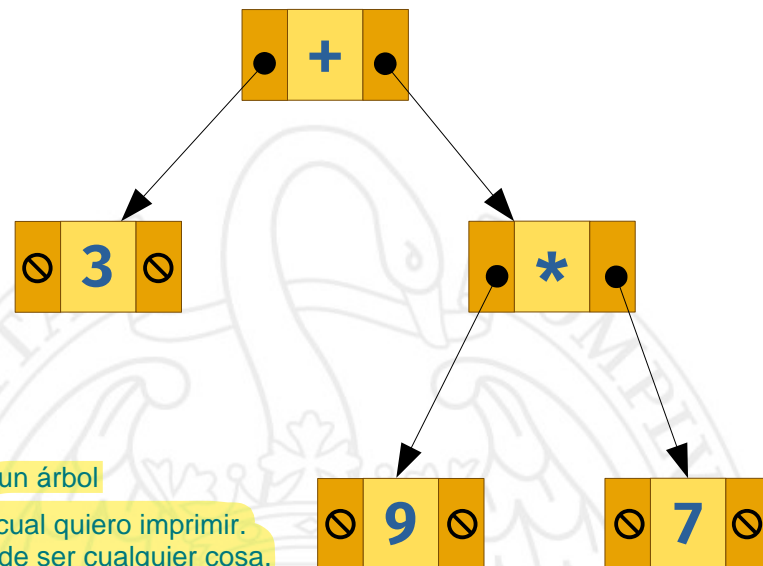 +
3
*
un árbol
cual quiero imprimir.
de ser cualquier cosa.
9
7